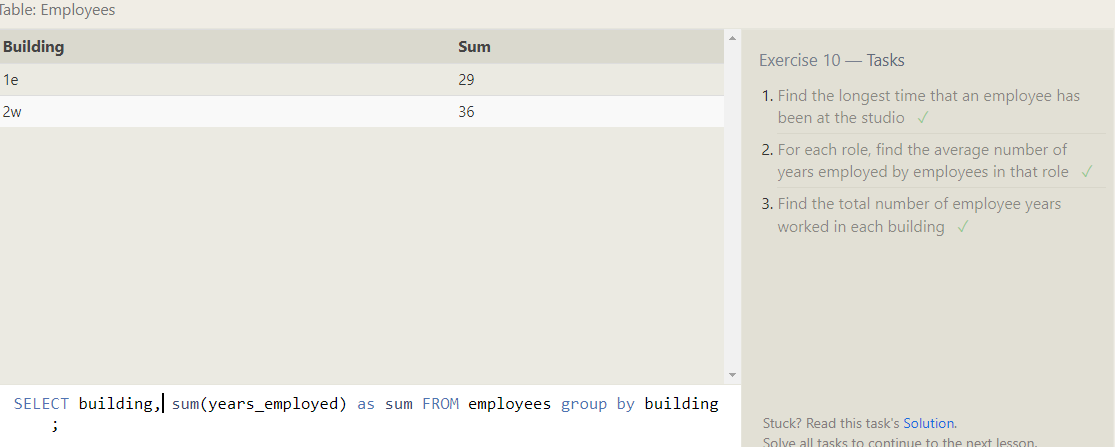 Table: Employees
Building Sum
1e 29
2w 36
SELECT building, sum(years_employed) as sum FROM employees group by building
;
Exercise 10 — Tasks
1. Find the longest time that an employee has
been at the studio ✓
2. For each role, find the average number of
years employed by employees in that role ✓
3. Find the total number of employee years
worked in each building ✓
Stuck? Read this task's Solution.
Solve all tasks to continue to the next lesson.